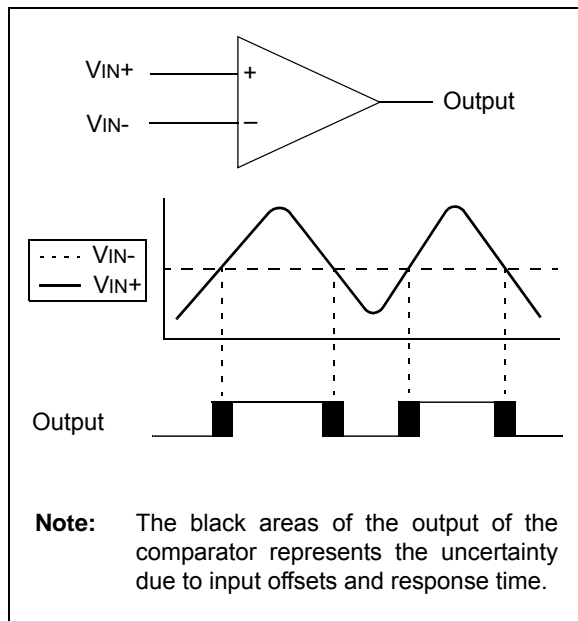 VIN+
+
Output
VIN-
–
VIN-
VIN+
Output
Note: The black areas of the output of the
comparator represents the uncertainty
due to input offsets and response time.